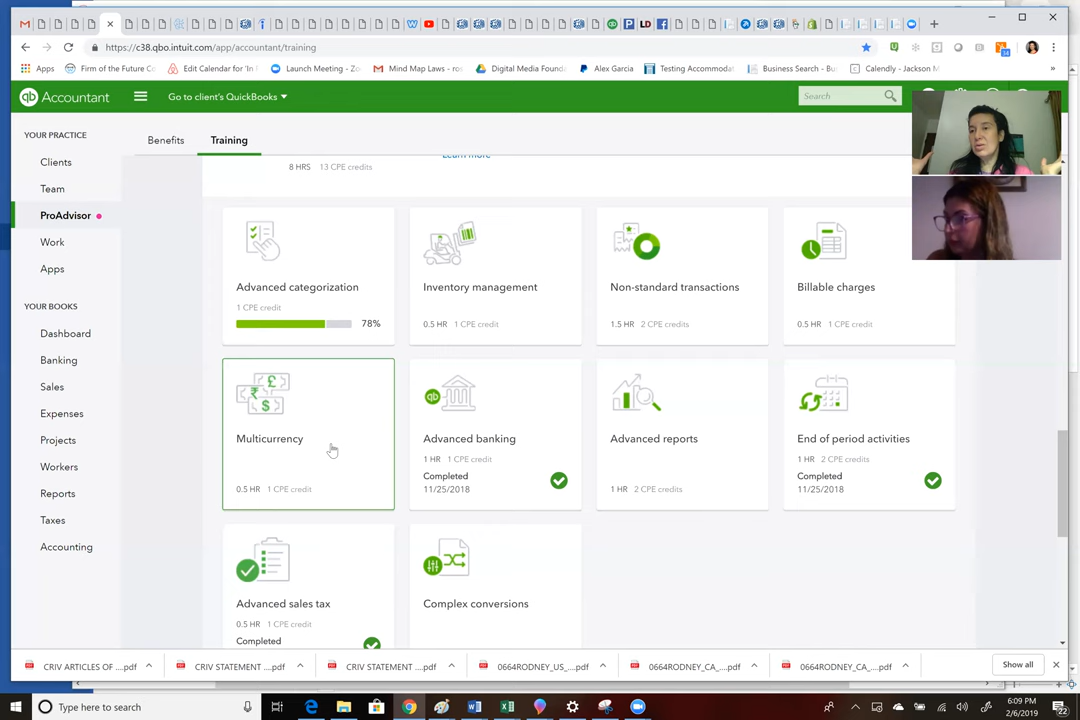 https://c38.qbo.intuit.com/app/accountant/training
Apps
Firm of the Future C
Edit Calendar for 'In
Launch Meeting - Zo
Mind Map Laws - ros
Digital Media Found
Alex Garcia
Testing Accommodat
Business Search - Bu
Calendly - Jackson M
»
qb Accountant
Go to client's QuickBooks
Search
YOUR PRACTICE
Clients
Team
ProAdvisor
Work
Apps
YOUR BOOKS
Dashboard
Banking
Sales
Expenses
Projects
Workers
Reports
Taxes
Accounting
Benefits
Training
8 HRS 13 CPE credits
Learn more
Advanced categorization
1 CPE credit
78%
Inventory management
0.5 HR 1 CPE credit
Non-standard transactions
1.5 HR 2 CPE credits
Billable charges
0.5 HR 1 CPE credit
Multicurrency
0.5 HR 1 CPE credit
qb
Advanced banking
1 HR 1 CPE credit
Completed
11/25/2018
Advanced reports
1 HR 2 CPE credits
End of period activities
1 HR 2 CPE credits
Completed
11/25/2018
Advanced sales tax
0.5 HR 1 CPE credit
Completed
Complex conversions
CRIV ARTICLES OF ....pdf
CRIV STATEMENT ....pdf
CRIV STATEMENT ....pdf
0664RODNEY_US_....pdf
0664RODNEY_CA_....pdf
0664RODNEY_CA_....pdf
Show all
Type here to search
6:09 PM
2/6/2019
22